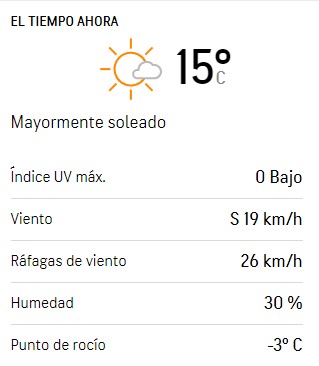 EL TIEMPO AHORA
15° C
Mayormente soleado
Índice UV máx. 0 Bajo
Viento S 19 km/h
Ráfagas de viento 26 km/h
Humedad 30 %
Punto de rocío -3° C